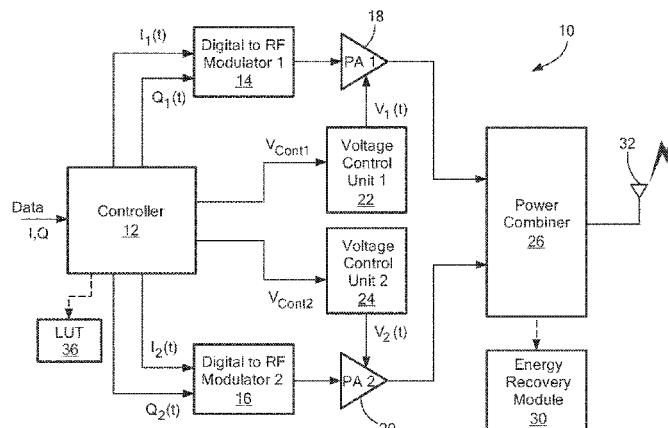 I1(t)
Digital to RF
Modulator 1
14
18
PA 1
10
Q1(t)
V1(t)
VCont1
Voltage
Control
Unit 1
22
32
Data
I,Q
Controller
12
Power
Combiner
26
Voltage
Control
Unit 2
24
VCont2
LUT
36
I2(t)
V2(t)
Digital to RF
Modulator 2
16
PA 2
Energy
Recovery
Module
30
Q2(t)